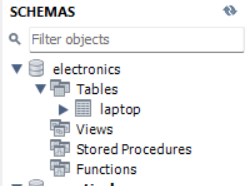 SCHEMAS
Filter objects
electronics
Tables
laptop
Views
Stored Procedures
Functions